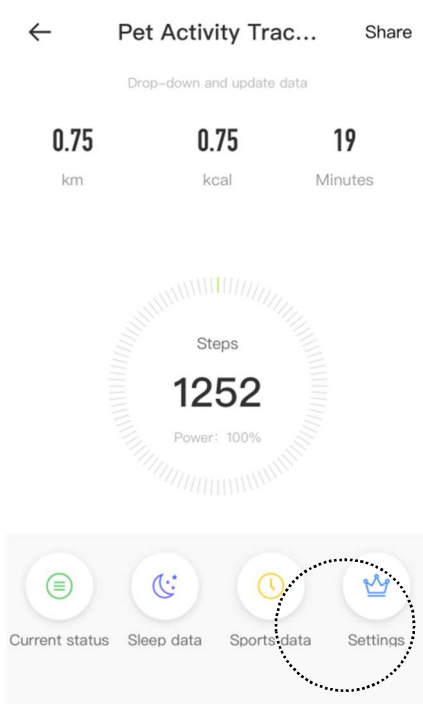 Pet Activity Trac... Share
Drop-down and update data
0.75 0.75 19
km kcal Minutes
Steps
1252
Power: 100%
Current status Sleep data Sports data Settings